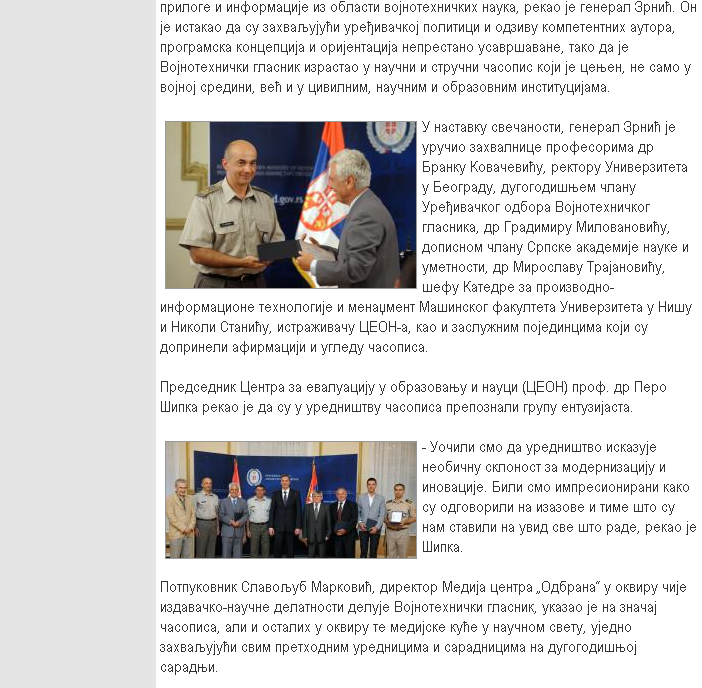 прилоге и информације из области војнотехничких наука, рекао је генерал Зрнић. Он
је истакао да су захваљујући уређивачкој политици и одзиву компетентних аутора,
програмска концепција и оријентација непрестано усавршаване, тако да је
Војнотехнички гласник израстао у научни и стручни часопис који је цењен, не само у
војној средини, већ и у цивилним, научним и образовним институцијама.
У наставку свечаности, генерал Зрнић је
уручио захвалнице професорима др
Бранку Ковачевићу, ректору Универзитета
у Београду, дугогодишњем члану
Уређивачког одбора Војнотехничког
гласника, др Градимиру Миловановићу,
дописном члану Српске академије науке и
уметности, др Мирославу Трајановићу,
шефу Катедре за производно-
информационе технологије и менаџмент Машинског факултета Универзитета у Нишу
и Николи Станићу, истраживачу ЦЕОН-а, као и заслужним појединцима који су
допринели афирмацији и угледу часописа.
Председник Центра за евалуацију у образовању и науци (ЦЕОН) проф. др Перо
Шипка рекао је да су у уредништву часописа препознали групу ентузијаста.
- Уочили смо да уредништво исказује
необичну склоност за модернизацију и
иновације. Били смо импресионирани како
су одговорили на изазове и тиме што су
нам ставили на увид све што раде, рекао је
Шипка.
Потпуковник Славољуб Марковић, директор Медија центра „Одбрана“ у оквиру чије
издавачко-научне делатности делује Војнотехнички гласник, указао је на значај
часописа, али и осталих у оквиру те медијске куће у научном свету, уједно
захваљујући свим претходним уредницима и сарадницима на дугогодишњој
сарадњи.